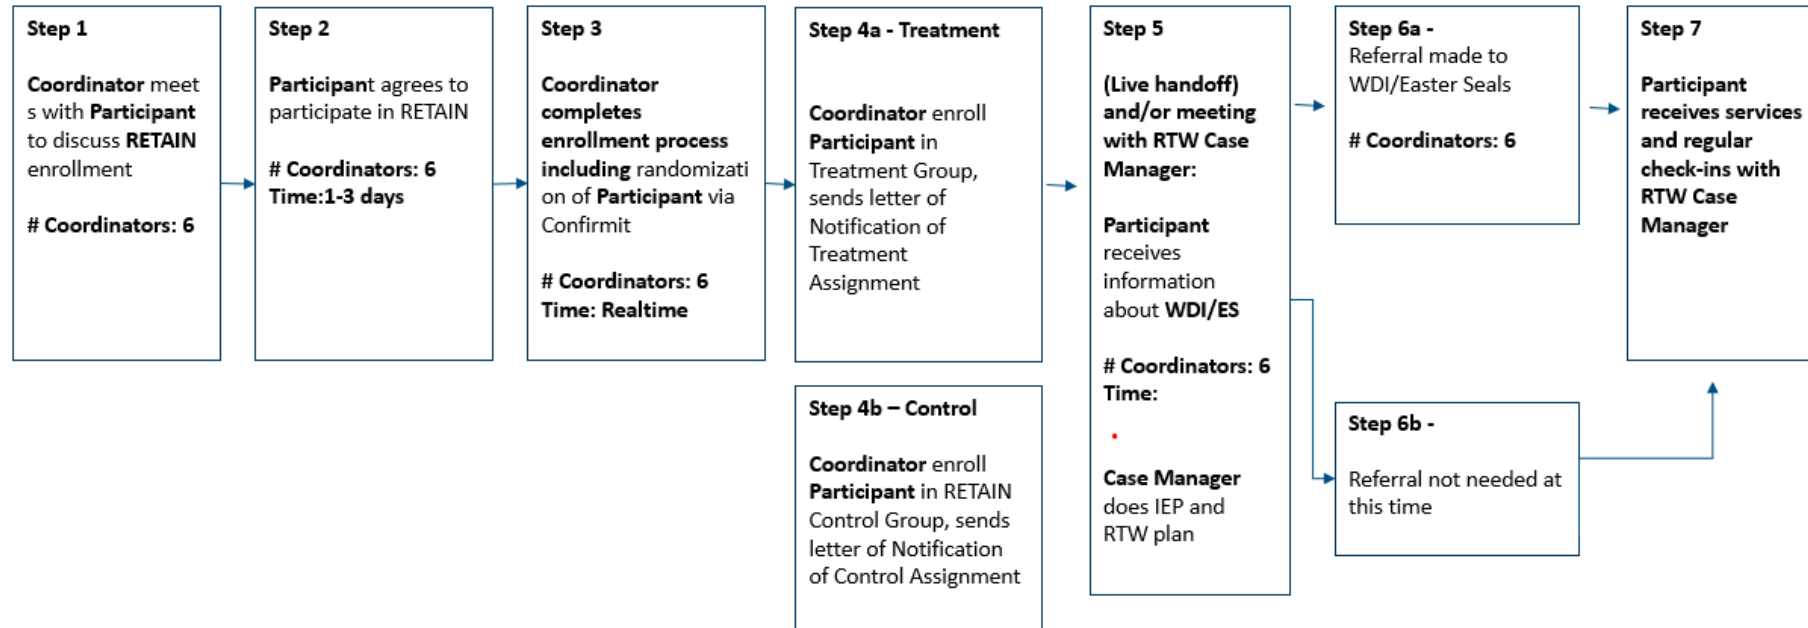 Step 1
Coordinator meet
s with Participant
to discuss RETAIN
enrollment
# Coordinators: 6
Step 2
Participant agrees to
participate in RETAIN
# Coordinators: 6
Time:1-3 days
Step 3
Coordinator
completes
enrollment process
including randomizati
on of Participant via
Confirmit
# Coordinators: 6
Time: Realtime
Step 4a - Treatment
Coordinator enroll
Participant in
Treatment Group,
sends letter of
Notification of
Treatment
Assignment
Step 4b – Control
Coordinator enroll
Participant in RETAIN
Control Group, sends
letter of Notification
of Control Assignment
Step 5
(Live handoff)
and/or meeting
with RTW Case
Manager:
Participant
receives
information
about WDI/ES
# Coordinators: 6
Time:
Case Manager
does IEP and
RTW plan
Step 6a -
Referral made to
WDI/Easter Seals
# Coordinators: 6
Step 6b -
Referral not needed at
this time
Step 7
Participant
receives services
and regular
check-ins with
RTW Case
Manager